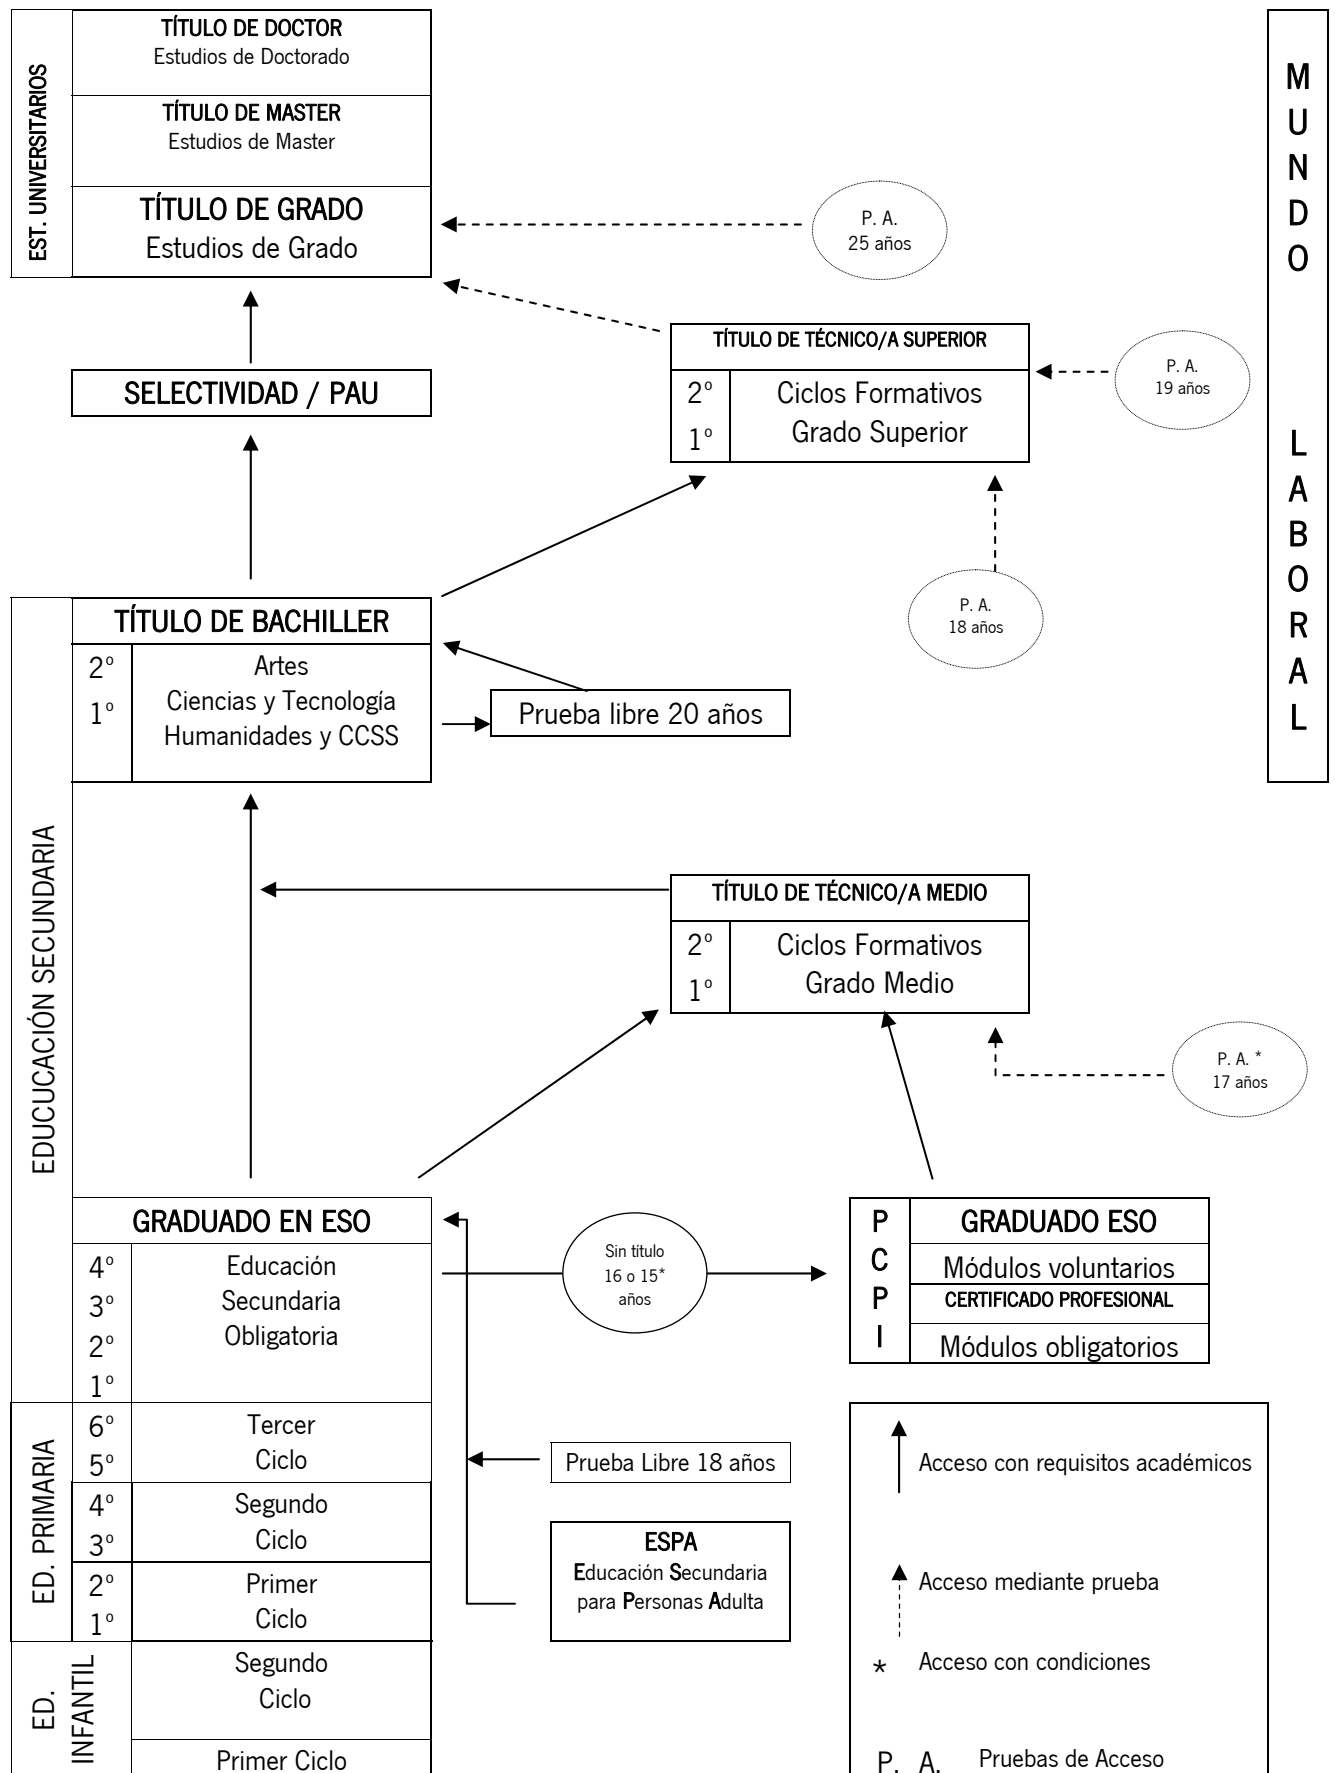 EST. UNIVERSITARIOS
TÍTULO DE DOCTOR
Estudios de Doctorado
TÍTULO DE MASTER
Estudios de Master
TÍTULO DE GRADO
Estudios de Grado
P. A.
25 años
MUNDO LABORAL
SELECTIVIDAD / PAU
TÍTULO DE TÉCNICO/A SUPERIOR
2º
1º
Ciclos Formativos
Grado Superior
P. A.
19 años
P. A.
18 años
EDUCUCACIÓN SECUNDARIA
TÍTULO DE BACHILLER
2º
1º
Artes
Ciencias y Tecnología
Humanidades y CCSS
Prueba libre 20 años
TÍTULO DE TÉCNICO/A MEDIO
2º
1º
Ciclos Formativos
Grado Medio
P. A. *
17 años
GRADUADO EN ESO
4º
3º
2º
1º
Educación
Secundaria
Obligatoria
Sin título
16 o 15*
años
PCPI
GRADUADO ESO
Módulos voluntarios
CERTIFICADO PROFESIONAL
Módulos obligatorios
ED. PRIMARIA
6º
5º
Tercer
Ciclo
4º
3º
Segundo
Ciclo
2º
1º
Primer
Ciclo
Prueba Libre 18 años
ESPA
Educación Secundaria
para Personas Adulta
ED.
INFANTIL
Segundo
Ciclo
Primer Ciclo
Acceso con requisitos académicos
Acceso mediante prueba
* Acceso con condiciones
P. A. Pruebas de Acceso